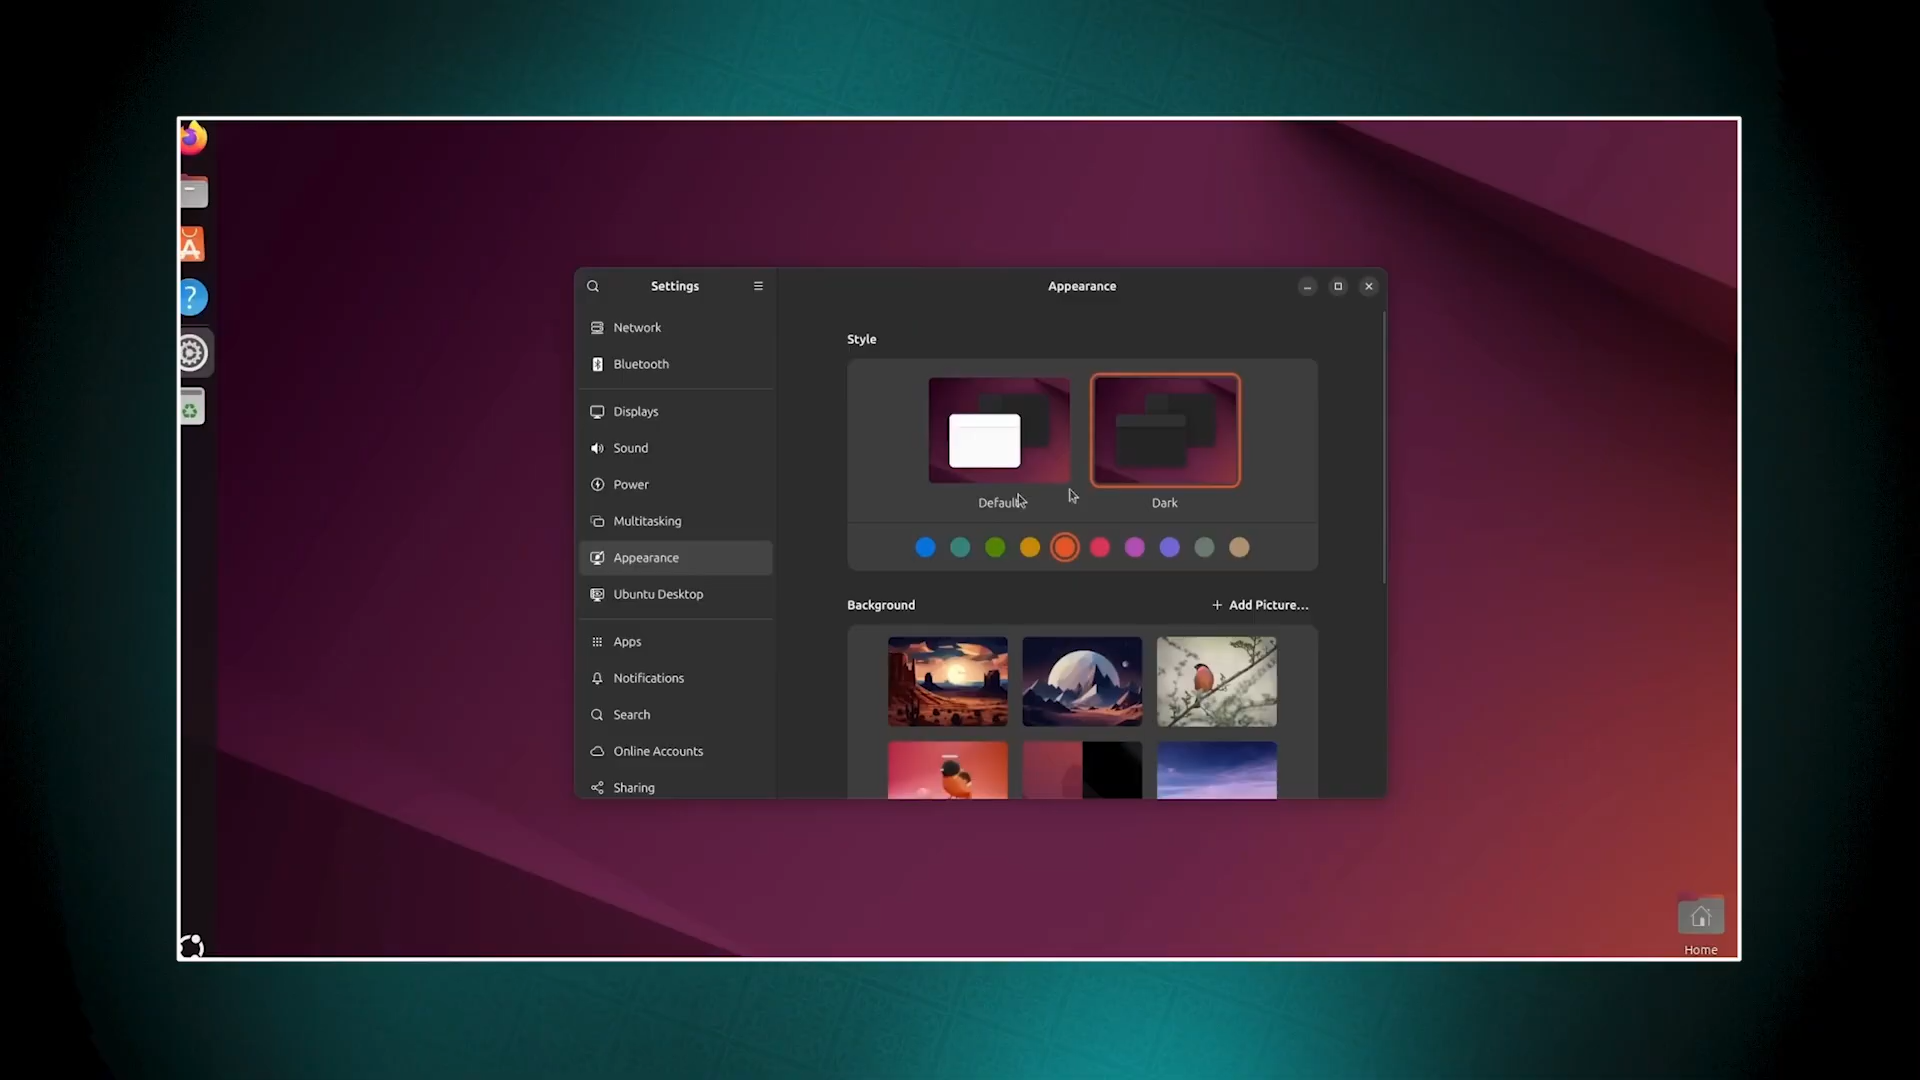 Settings
Appearance
Network
Bluetooth
Displays
Sound
Power
Multitasking
Appearance
Ubuntu Desktop
Apps
Notifications
Search
Online Accounts
Sharing
Style
Default
Dark
Background
+ Add Picture...
Home